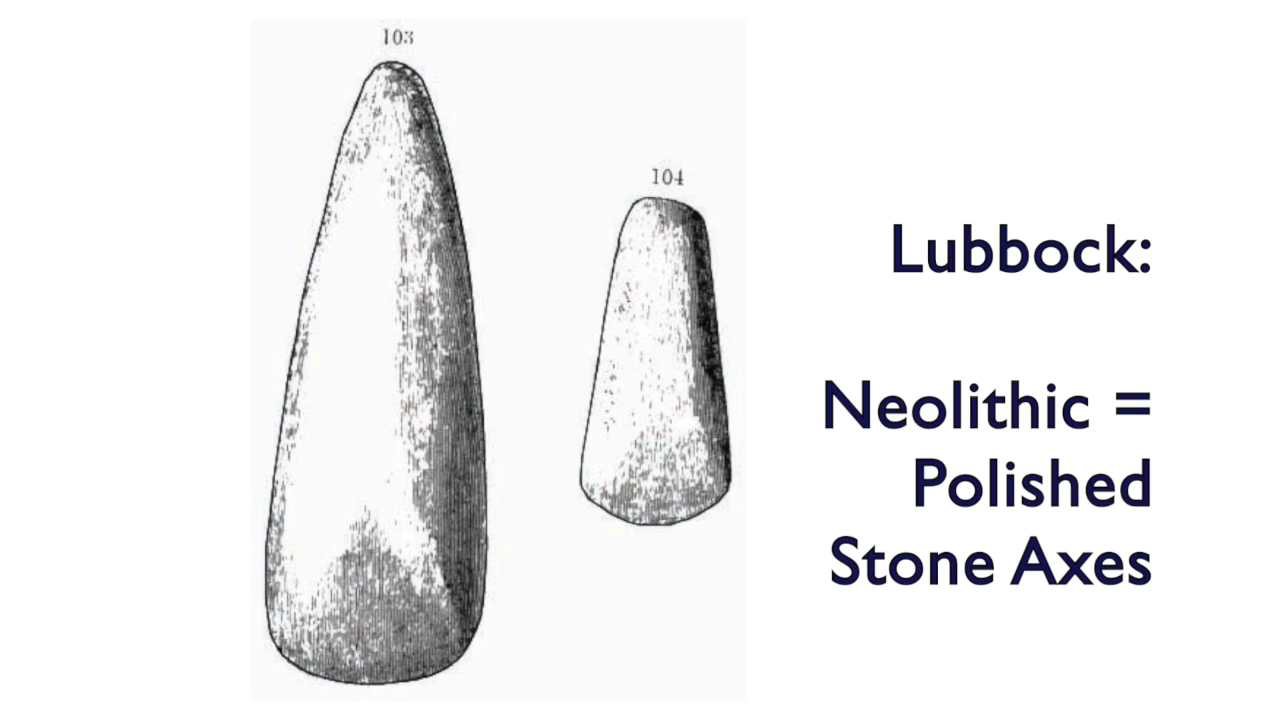 103
104
Lubbock:
Neolithic =
Polished
Stone Axes